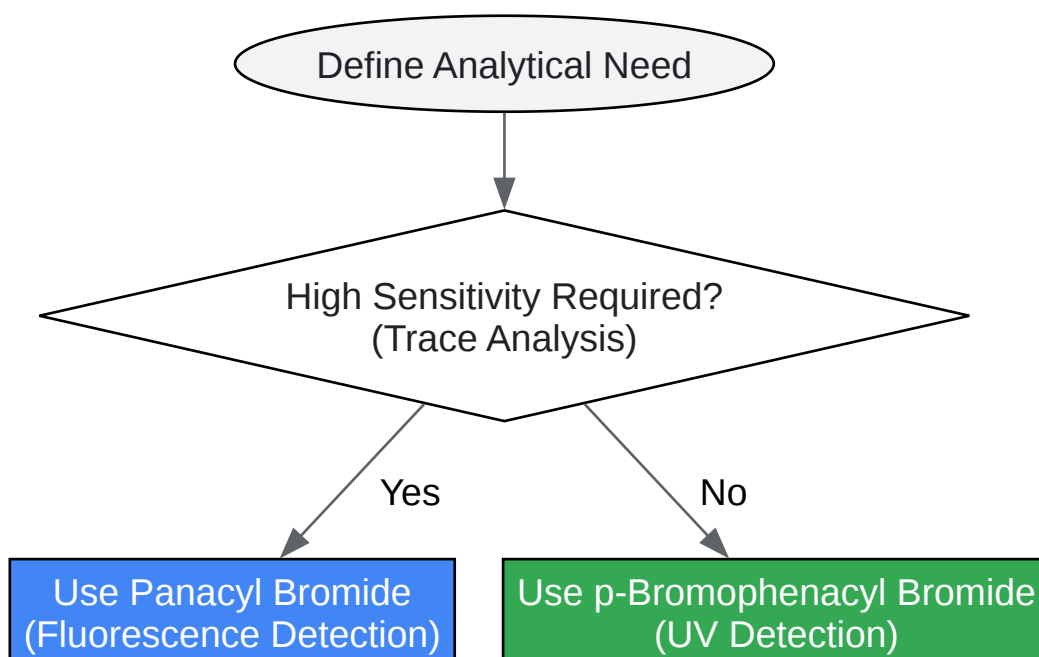 Define Analytical Need
High Sensitivity Required?
(Trace Analysis)
Yes
No
Use Panacyl Bromide
(Fluorescence Detection)
Use p-Bromophenacyl Bromide
(UV Detection)